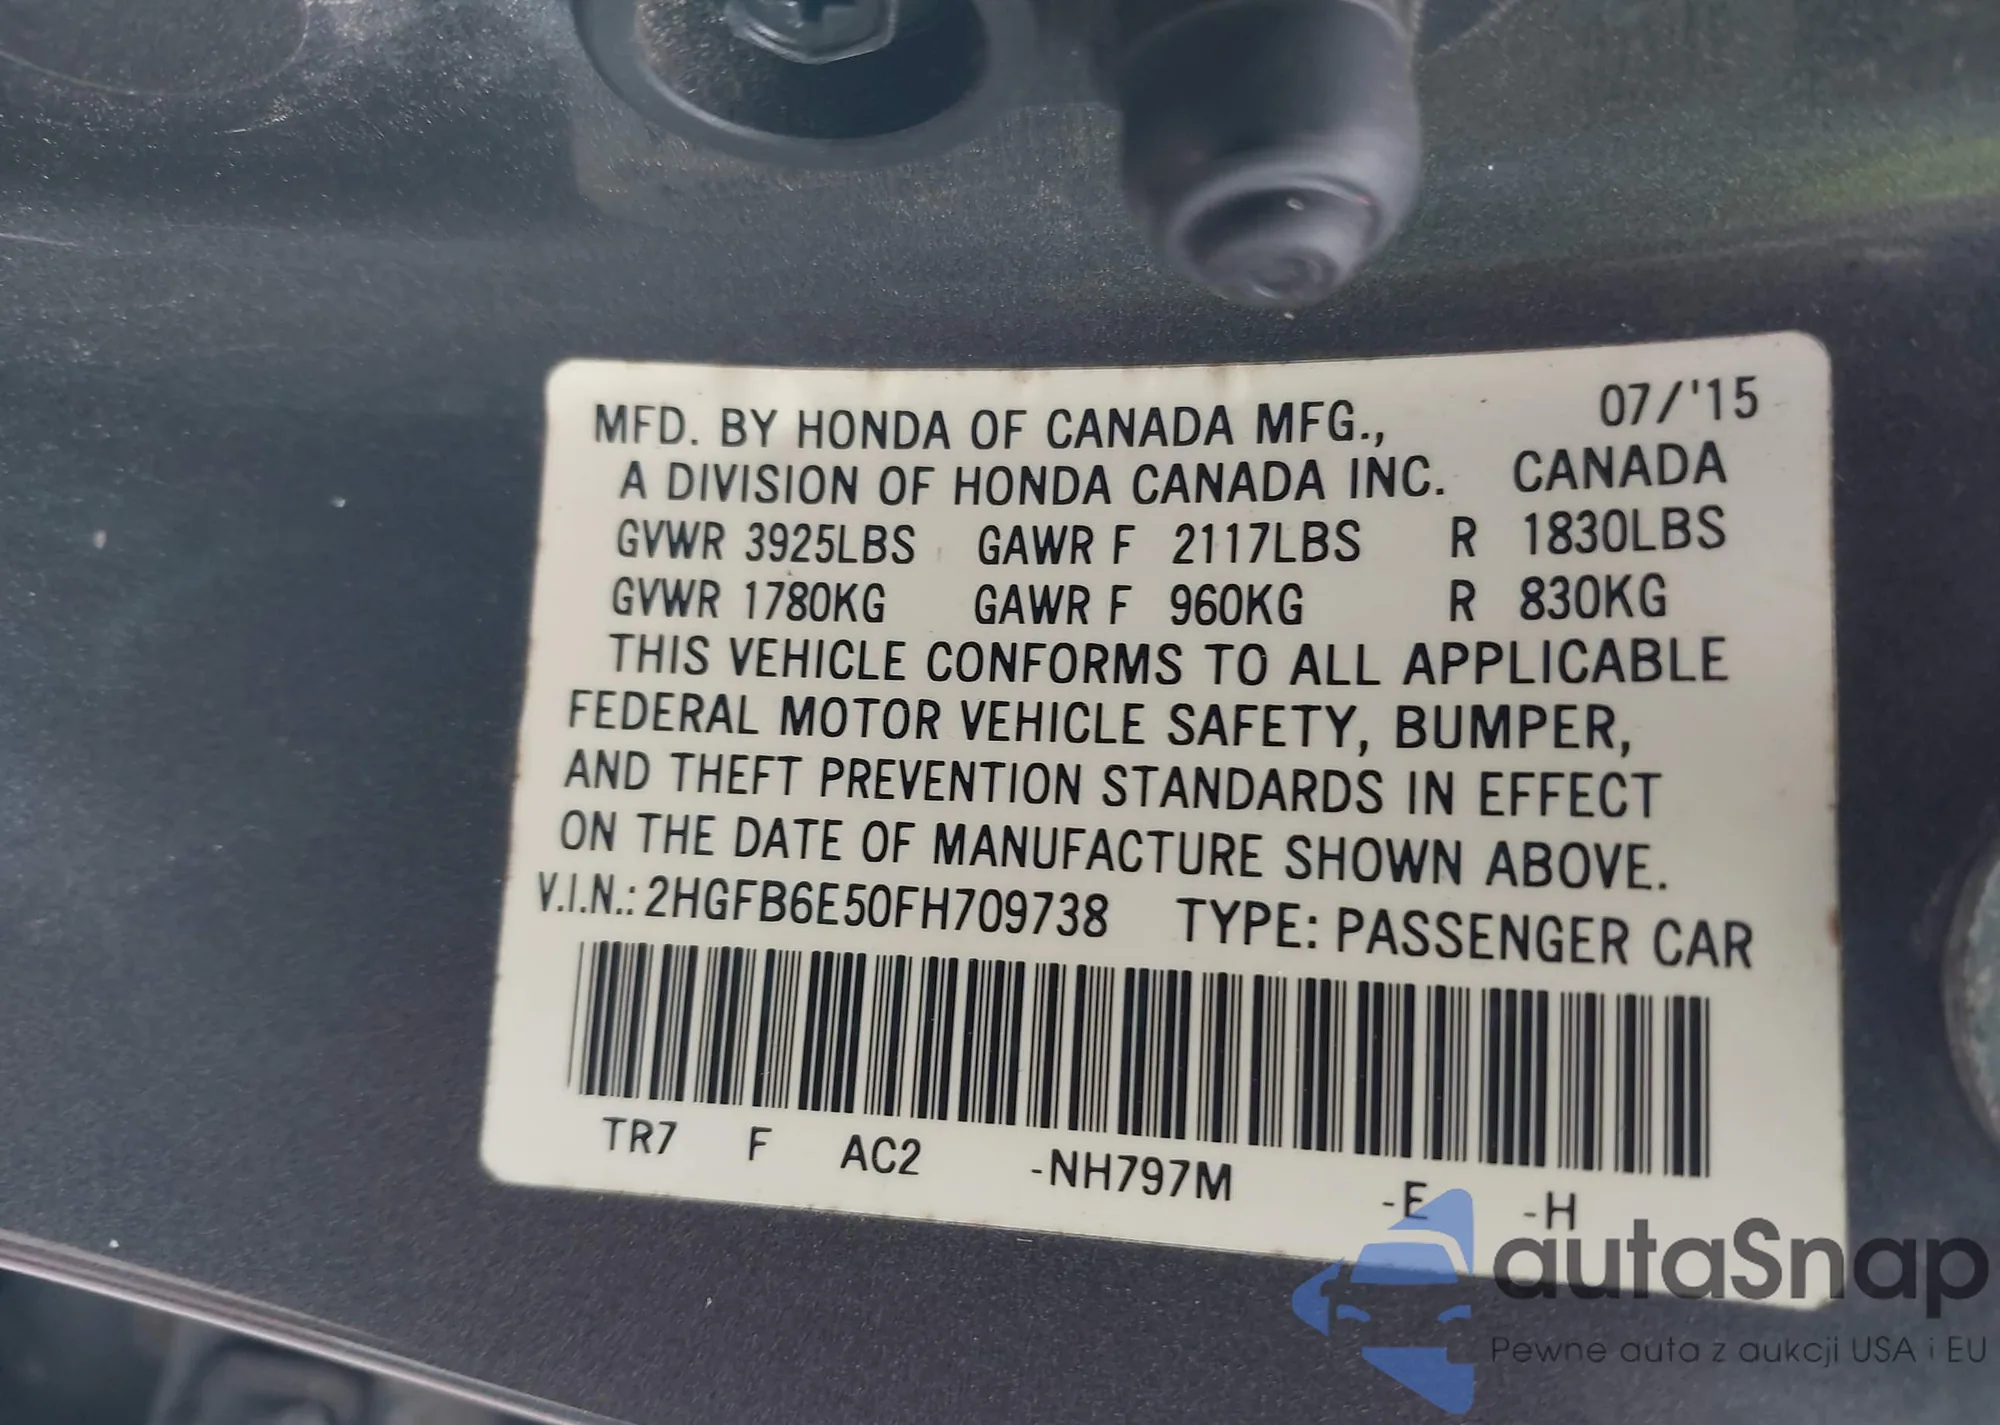 MFD. BY HONDA OF CANADA MFG., 07/'15
A DIVISION OF HONDA CANADA INC. CANADA
GVWR 3925LBS GAWR F 2117LBS R 1830LBS
GVWR 1780KG GAWR F 960KG R 830KG
THIS VEHICLE CONFORMS TO ALL APPLICABLE
FEDERAL MOTOR VEHICLE SAFETY, BUMPER,
AND THEFT PREVENTION STANDARDS IN EFFECT
ON THE DATE OF MANUFACTURE SHOWN ABOVE.
V.I.N.: 2HGFB6E50FH709738 TYPE: PASSENGER CAR
TR7 F AC2 -NH797M -E -H
autaSnap
Pewne auta z aukcji USA i EU